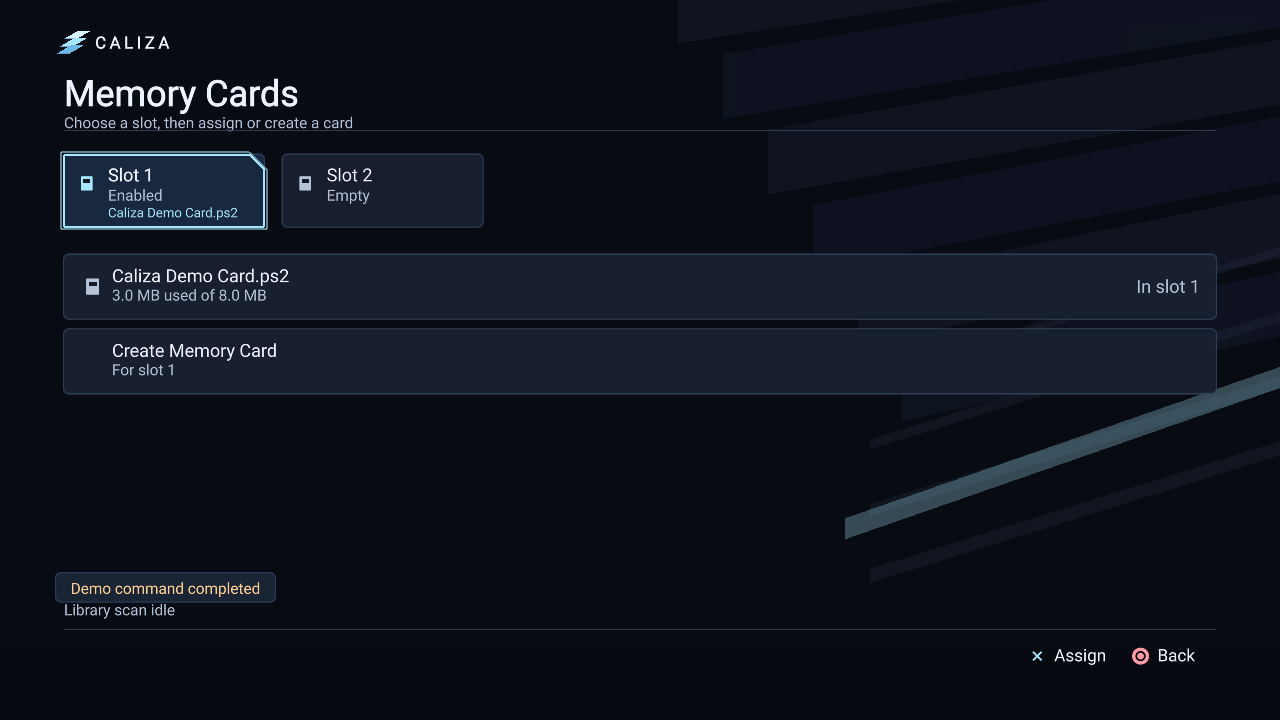 CALIZA
Memory Cards
Choose a slot, then assign or create a card
Slot 1
Enabled
Caliza Demo Card.ps2
Slot 2
Empty
Caliza Demo Card.ps2
3.0 MB used of 8.0 MB
In slot 1
Create Memory Card
For slot 1
Demo command completed
Library scan idle
Assign
Back